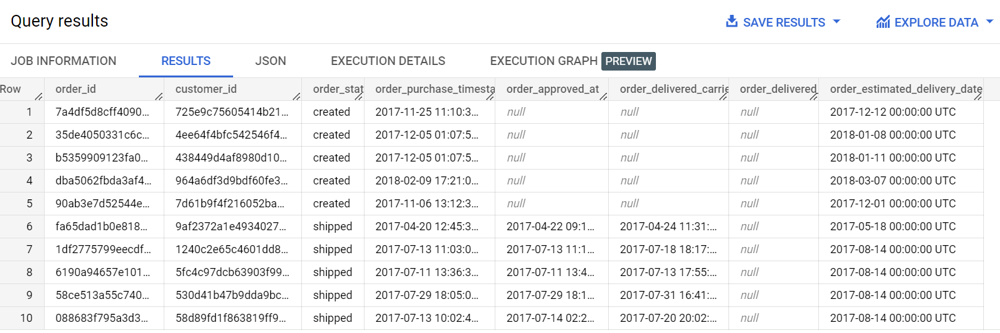 Query results SAVE RESULTS EXPLORE DATA
JOB INFORMATION RESULTS JSON EXECUTION DETAILS EXECUTION GRAPH PREVIEW
Row order_id customer_id order_stat order_purchase_timesta order_approved_at order_delivered_carrie order_delivered_ order_estimated_delivery_date
1 7a4df5d8cff4090... 725e9c75605414b21... created 2017-11-25 11:10:3... null null null 2017-12-12 00:00:00 UTC
2 35de4050331c6c... 4ee64f4bfc542546f4... created 2017-12-05 01:07:5... null null null 2018-01-08 00:00:00 UTC
3 b5359909123fa0... 438449d4af8980d10... created 2017-12-05 01:07:5... null null null 2018-01-11 00:00:00 UTC
4 dba5062fbda3af4... 964a6df3d9bdf60fe3... created 2018-02-09 17:21:0... null null null 2018-03-07 00:00:00 UTC
5 90ab3e7d52544e... 7d61b9f4f216052ba... created 2017-11-06 13:12:3... null null null 2017-12-01 00:00:00 UTC
6 fa65dad1b0e818... 9af2372a1e4934027... shipped 2017-04-20 12:45:3... 2017-04-22 09:1... 2017-04-24 11:31:... null 2017-05-18 00:00:00 UTC
7 1df2775799eecdf... 1240c2e65c4601dd8... shipped 2017-07-13 11:03:0... 2017-07-13 11:1... 2017-07-18 18:17:... null 2017-08-14 00:00:00 UTC
8 6190a94657e101... 5fc4c97dcb63903f99... shipped 2017-07-11 13:36:3... 2017-07-11 13:4... 2017-07-13 17:55:... null 2017-08-14 00:00:00 UTC
9 58ce513a55c740... 530d41b47b9dda9bc... shipped 2017-07-29 18:05:0... 2017-07-29 18:1... 2017-07-31 16:41:... null 2017-08-14 00:00:00 UTC
10 088683f795a3d3... 58d89fd1f863819ff9... shipped 2017-07-13 10:02:4... 2017-07-14 02:2... 2017-07-20 20:02:... null 2017-08-14 00:00:00 UTC